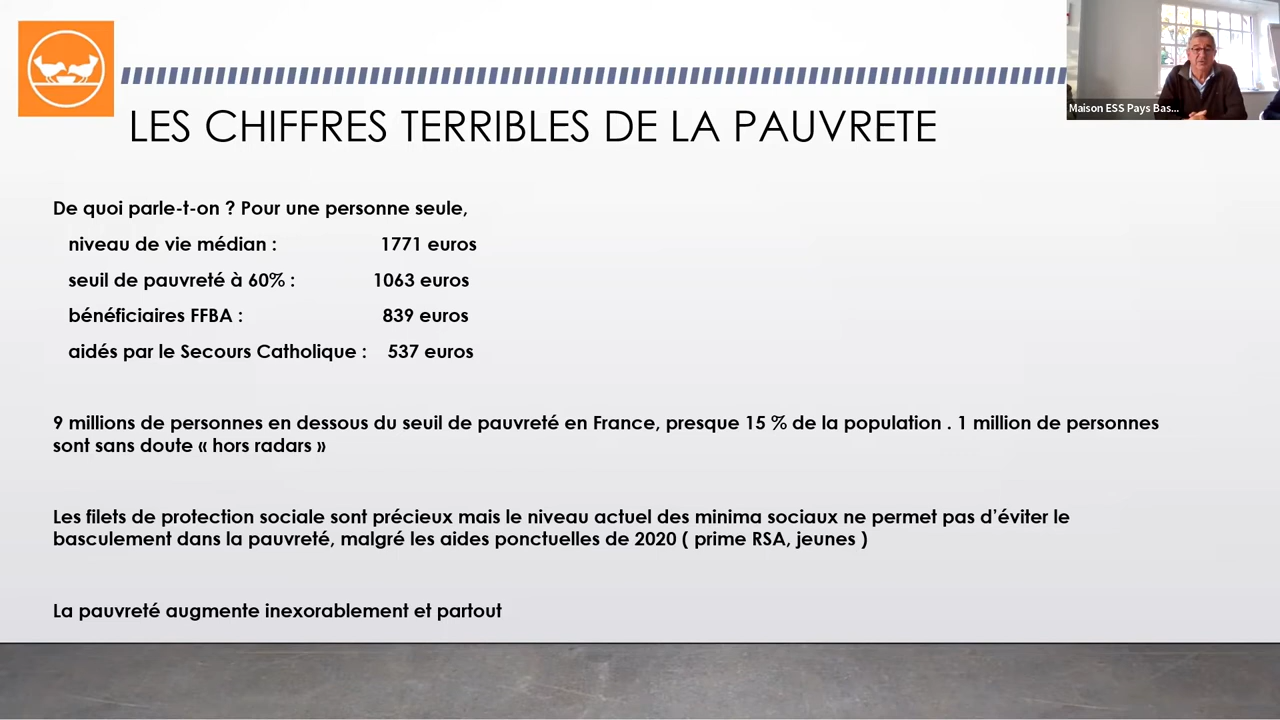 LES CHIFFRES TERRIBLES DE LA PAUVRETE
Maison ESS Pays Bas...
De quoi parle-t-on ? Pour une personne seule,
niveau de vie médian : 1771 euros
seuil de pauvreté à 60% : 1063 euros
bénéficiaires FFBA : 839 euros
aidés par le Secours Catholique : 537 euros
9 millions de personnes en dessous du seuil de pauvreté en France, presque 15 % de la population . 1 million de personnes
sont sans doute « hors radars »
Les filets de protection sociale sont précieux mais le niveau actuel des minima sociaux ne permet pas d’éviter le
basculement dans la pauvreté, malgré les aides ponctuelles de 2020 ( prime RSA, jeunes )
La pauvreté augmente inexorablement et partout